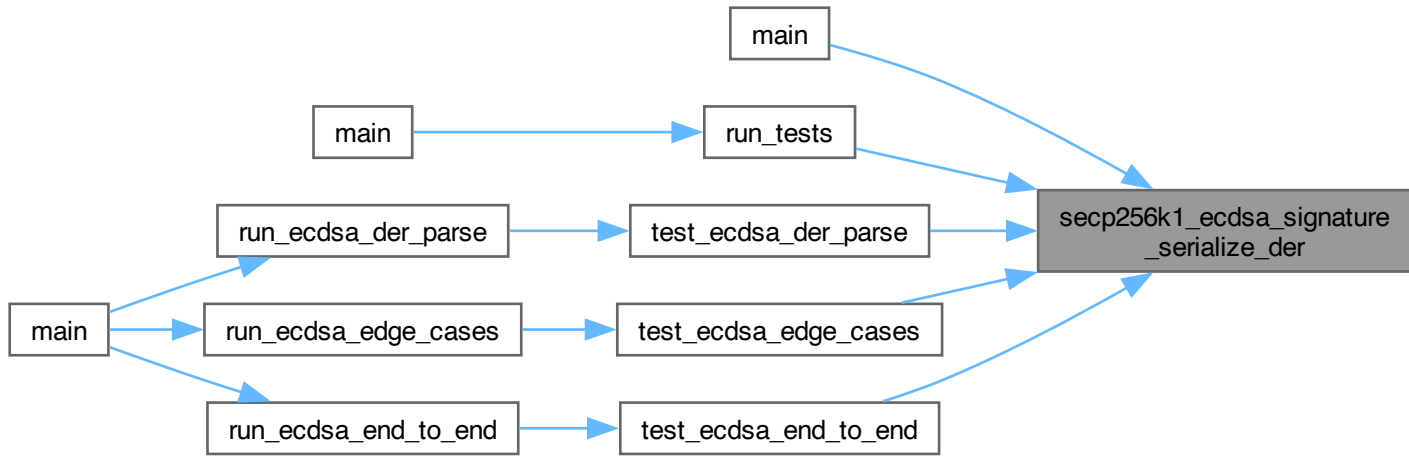 main
main
run_tests
secp256k1_ecdsa_signature
_serialize_der
run_ecdsa_der_parse
test_ecdsa_der_parse
main
run_ecdsa_edge_cases
test_ecdsa_edge_cases
run_ecdsa_end_to_end
test_ecdsa_end_to_end